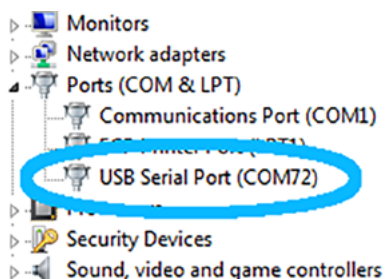 Monitors
Network adapters
Ports (COM & LPT)
Communications Port (COM1)
USB Serial Port (COM72)
Security Devices
Sound, video and game controllers